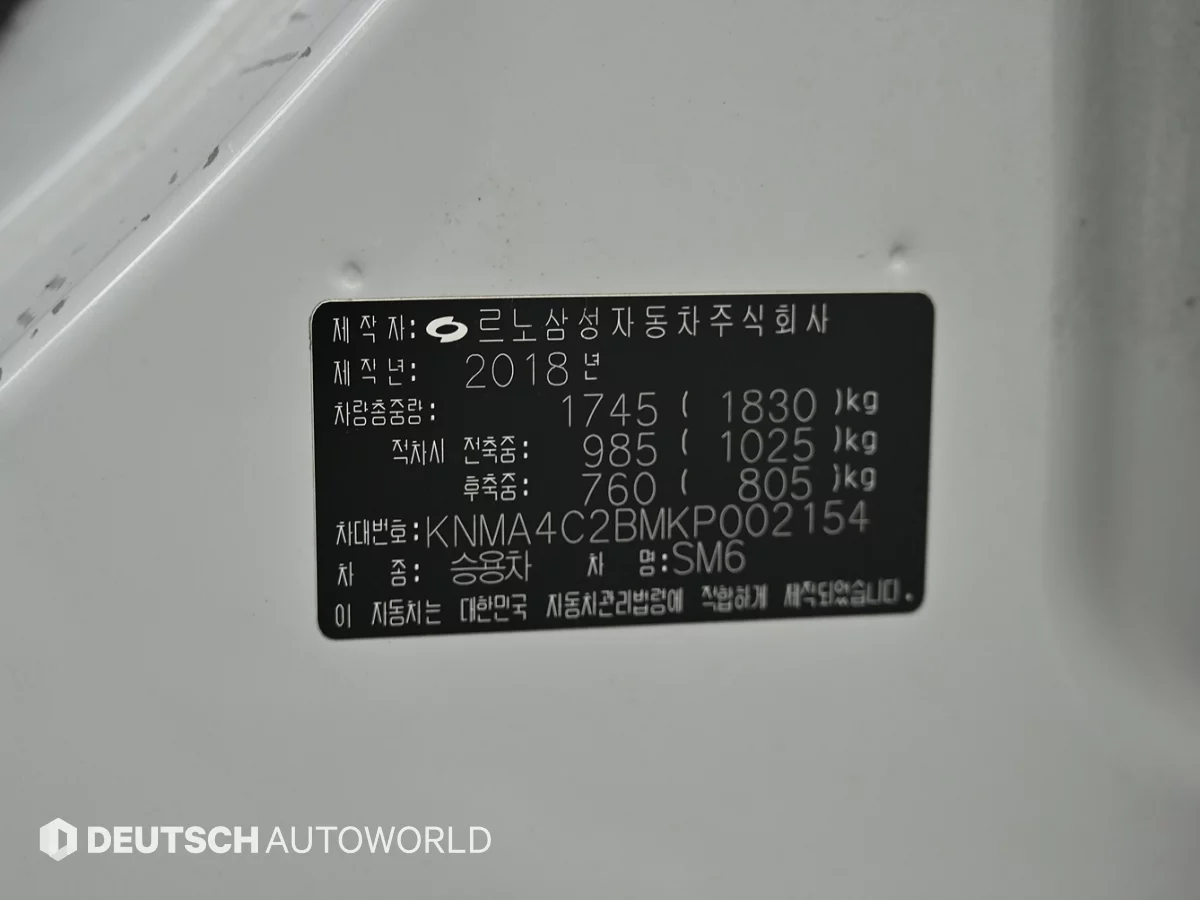 제 작 자: 르노삼성자동차주식회사
제 작 년: 2018 년
차량총중량: 1745 ( 1830 )kg
적차시 전축중: 985 ( 1025 )kg
후축중: 760 ( 805 )kg
차대번호: KNMA4C2BMKP002154
차 종: 승용차 차 명: SM6
이 자동차는 대한민국 자동차관리법령에 적합하게 제작되었습니다.
DEUTSCH AUTOWORLD